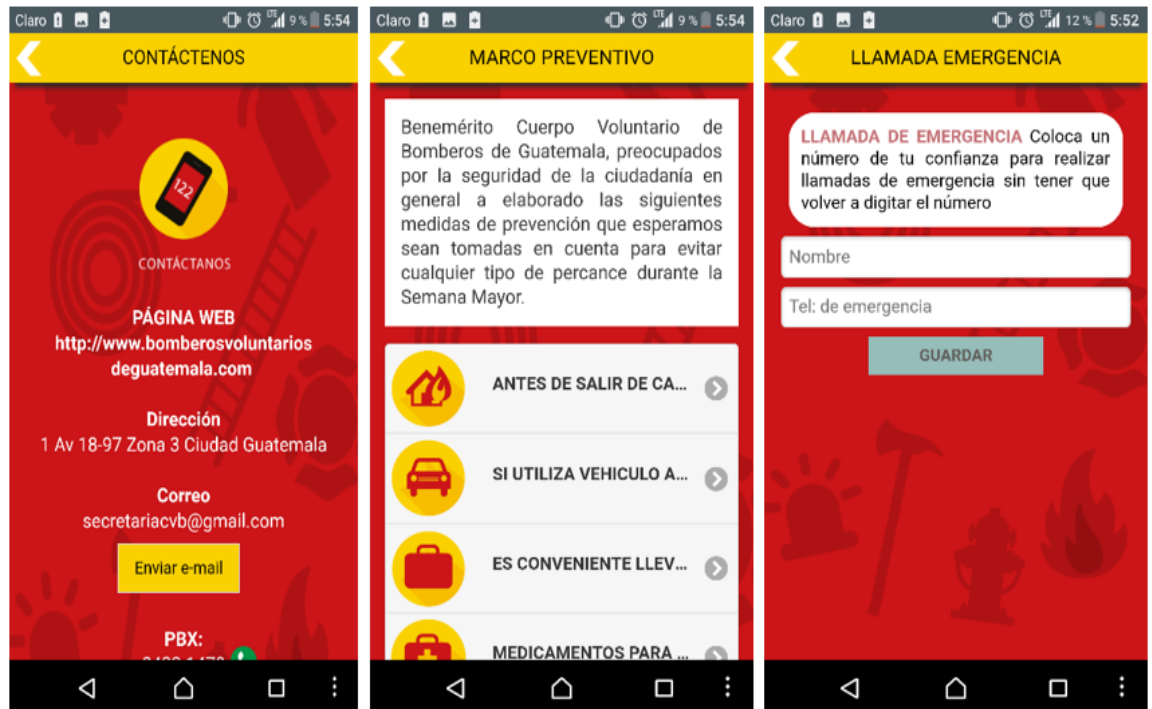 Claro LTE 9 % 5:54
CONTÁCTENOS
122
CONTÁCTANOS
PÁGINA WEB
http://www.bomberosvoluntarios
deguatemala.com
Dirección
1 Av 18-97 Zona 3 Ciudad Guatemala
Correo
secretariacvb@gmail.com
Enviar e-mail
PBX:
Claro LTE 9 % 5:54
MARCO PREVENTIVO
Benemérito Cuerpo Voluntario de
Bomberos de Guatemala, preocupados
por la seguridad de la ciudadanía en
general a elaborado las siguientes
medidas de prevención que esperamos
sean tomadas en cuenta para evitar
cualquier tipo de percance durante la
Semana Mayor.
ANTES DE SALIR DE CA...
SI UTILIZA VEHICULO A...
ES CONVENIENTE LLEV...
MEDICAMENTOS PARA ...
Claro LTE 12 % 5:52
LLAMADA EMERGENCIA
LLAMADA DE EMERGENCIA Coloca un
número de tu confianza para realizar
llamadas de emergencia sin tener que
volver a digitar el número
Nombre
Tel: de emergencia
GUARDAR